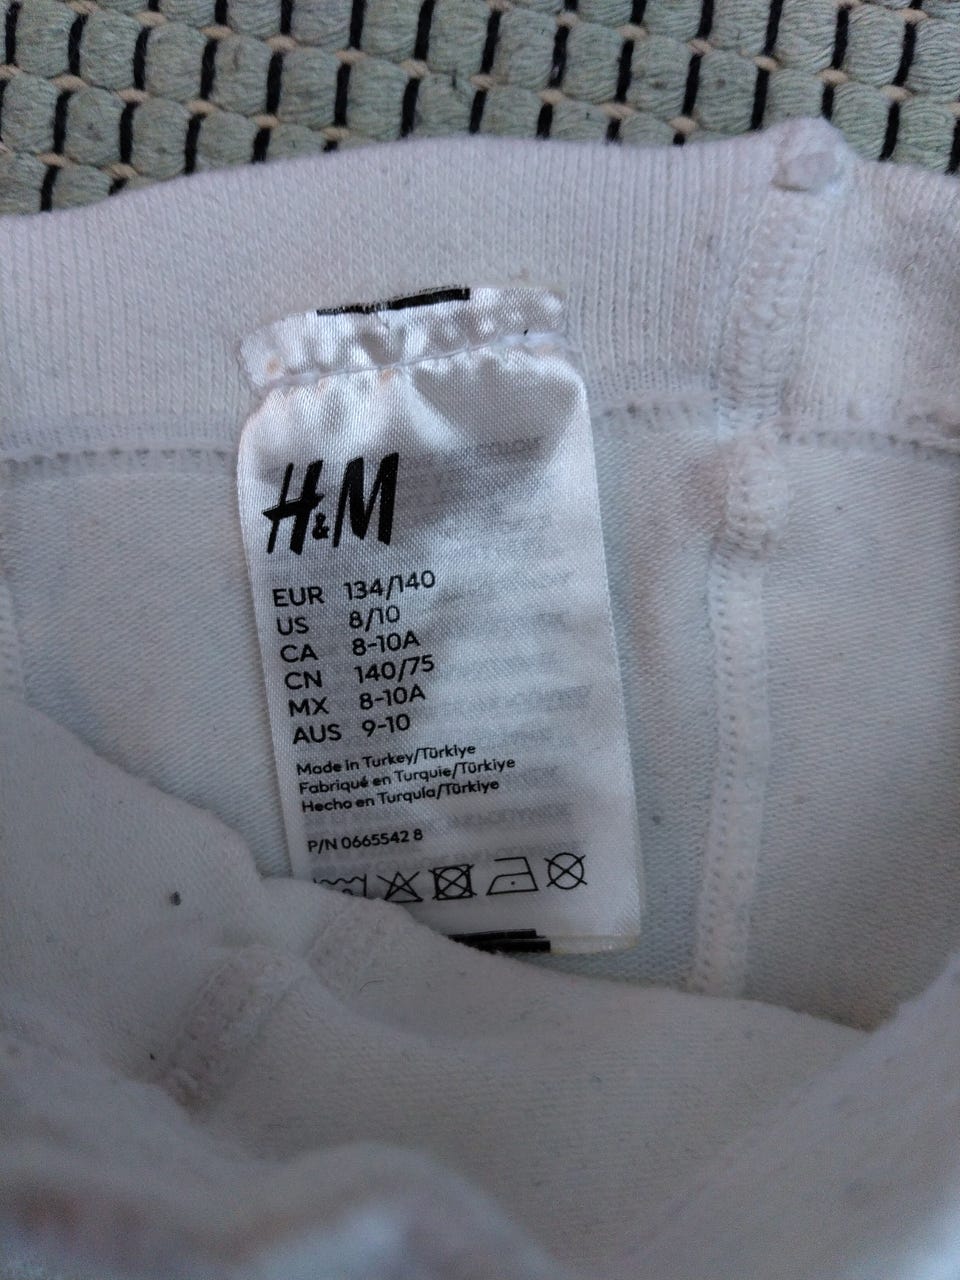 H&M
EUR 134/140
US 8/10
CA 8-10A
CN 140/75
MX 8-10A
AUS 9-10
Made in Turkey/Türkiye
Fabriqué en Turquie/Türkiye
Hecho en Turquía/Türkiye
P/N 0665542 8